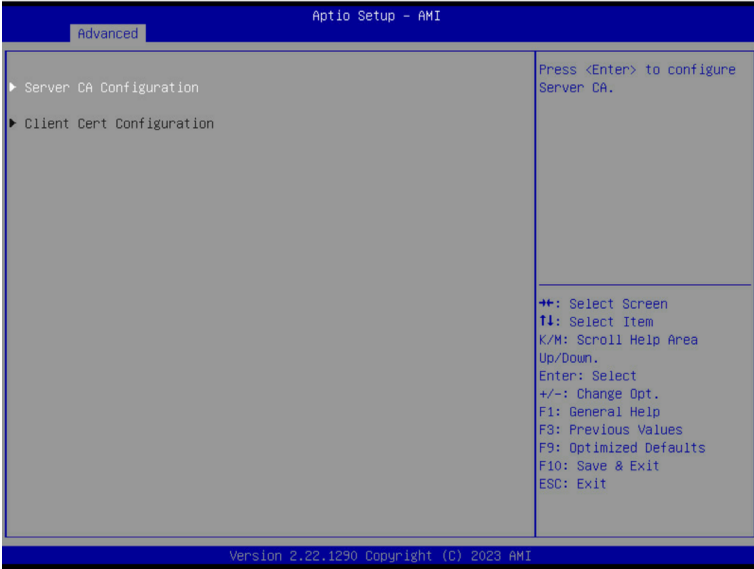 Aptio Setup - AMI
Advanced
▶ Server CA Configuration
▶ Client Cert Configuration
Press <Enter> to configure
Server CA.
→←: Select Screen
↑↓: Select Item
K/M: Scroll Help Area
Up/Down.
Enter: Select
+/-: Change Opt.
F1: General Help
F3: Previous Values
F9: Optimized Defaults
F10: Save & Exit
ESC: Exit
Version 2.22.1290 Copyright (C) 2023 AMI